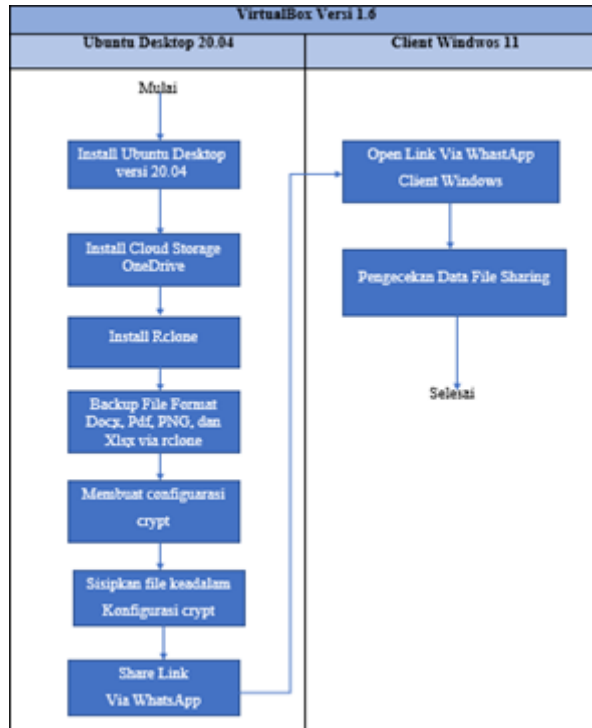 VirtualBox Versi 1.6
Ubuntu Desktop 20.04
Client Windwos 11
Mulai
Install Ubuntu Desktop
versi 20.04
Install Cloud Storage
OneDrive
Install Rclone
Backup File Format
Docx, Pdf, PNG, dan
Xlsx via rclone
Membuat configuarasi
crypt
Sisipkan file keadalam
Konfigurasi crypt
Share Link
Via WhatsApp
Open Link Via WhastApp
Client Windows
Pengecekan Data File Sharing
Selesai